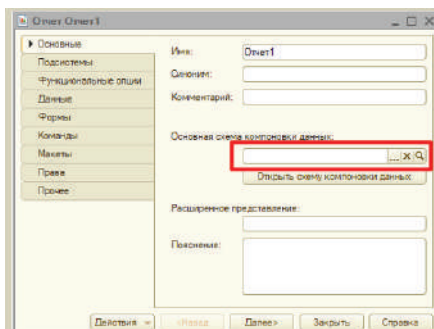 Отчет Отчет1
Основные
Подсистемы
Функциональные опции
Данные
Формы
Команды
Макеты
Права
Прочее
Имя: Отчет1
Синоним:
Комментарий:
Основная схема компоновки данных:
... x
Открыть схему компоновки данных
Расширенное представление:
Пояснение:
Действия <Назад Далее> Закрыть Справка